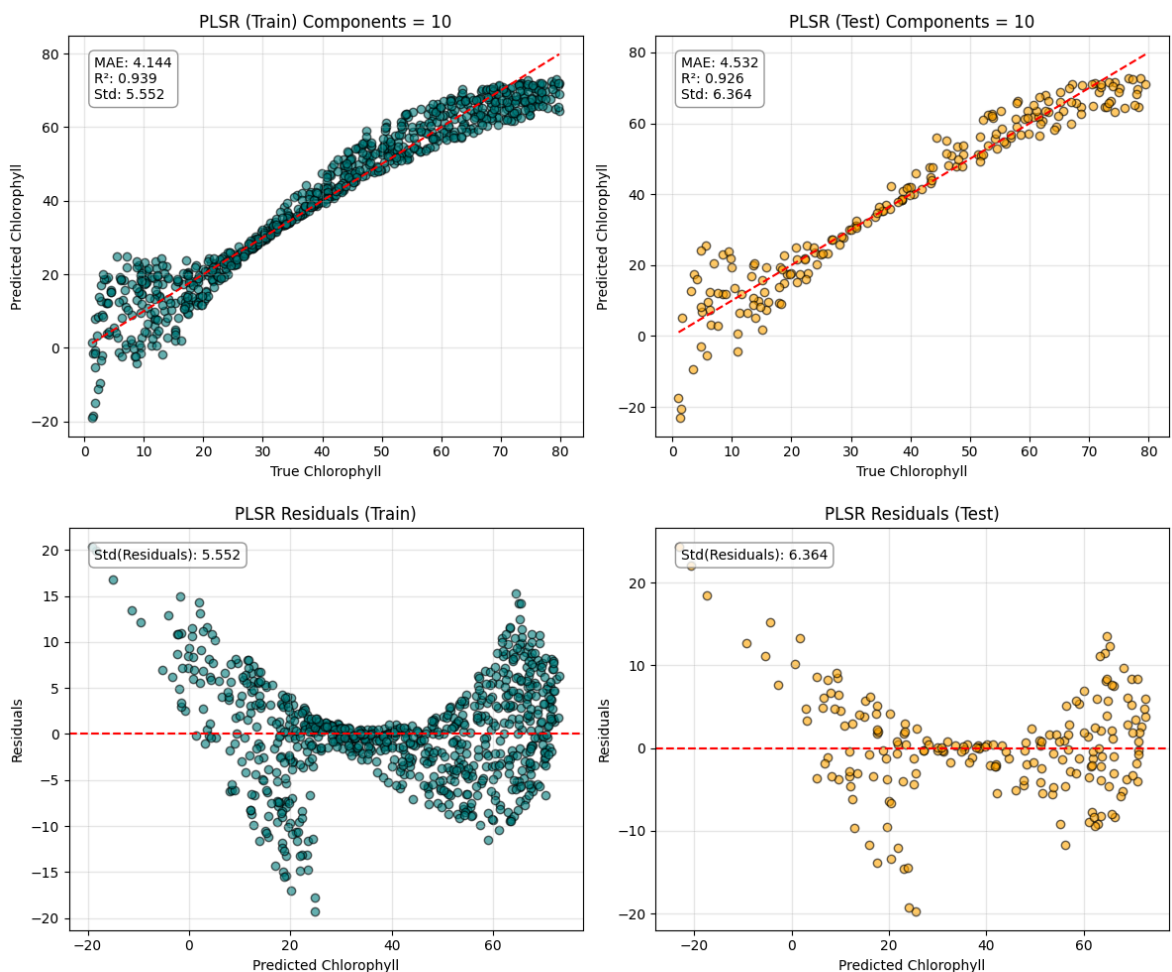 PLSR (Train) Components = 10
MAE: 4.144
R²: 0.939
Std: 5.552
80
60
40
20
0
−20
Predicted Chlorophyll
0 10 20 30 40 50 60 70 80
True Chlorophyll
PLSR (Test) Components = 10
MAE: 4.532
R²: 0.926
Std: 6.364
80
60
40
20
0
−20
Predicted Chlorophyll
0 10 20 30 40 50 60 70 80
True Chlorophyll
PLSR Residuals (Train)
Std(Residuals): 5.552
20
15
10
5
0
−5
−10
−15
−20
Residuals
−20 0 20 40 60
Predicted Chlorophyll
PLSR Residuals (Test)
Std(Residuals): 6.364
20
10
0
−10
−20
Residuals
−20 0 20 40 60
Predicted Chlorophyll